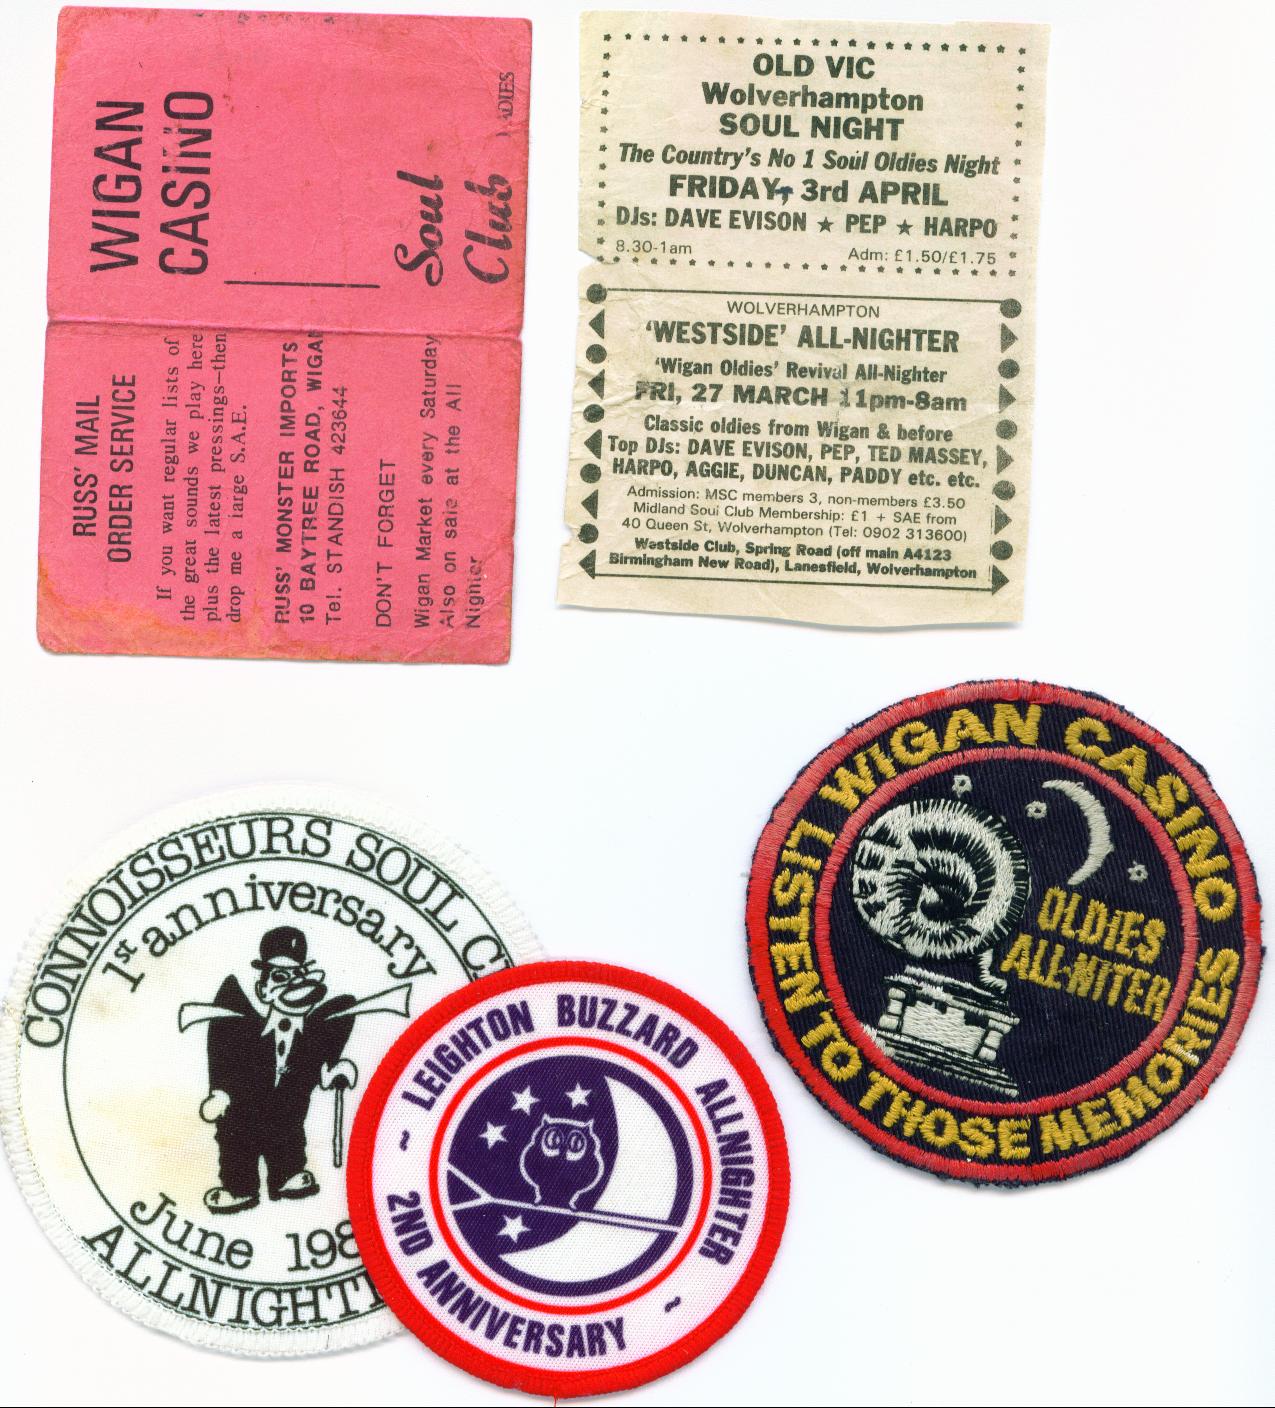 WIGAN
CASINO
Soul
Club
LADIES
RUSS' MAIL
ORDER SERVICE
If you want regular lists of
the great sounds we play here
plus the latest pressings—then
drop me a large S.A.E.
RUSS' MONSTER IMPORTS
10 BAYTREE ROAD, WIGAN
Tel. STANDISH 423644
DON'T FORGET
Wigan Market every Saturday
Also on sale at the All
Nighter
OLD VIC
Wolverhampton
SOUL NIGHT
The Country's No 1 Soul Oldies Night
FRIDAY, 3rd APRIL
DJs: DAVE EVISON ★ PEP ★ HARPO
8.30-1am Adm: £1.50/£1.75
WOLVERHAMPTON
'WESTSIDE' ALL-NIGHTER
'Wigan Oldies' Revival All-Nighter
FRI, 27 MARCH 11pm-8am
Classic oldies from Wigan & before
Top DJs: DAVE EVISON, PEP, TED MASSEY,
HARPO, AGGIE, DUNCAN, PADDY etc. etc.
Admission: MSC members 3, non-members £3.50
Midland Soul Club Membership: £1 + SAE from
40 Queen St, Wolverhampton (Tel: 0902 313600)
Westside Club, Spring Road (off main A4123
Birmingham New Road), Lanesfield, Wolverhampton
WIGAN CASINO
OLDIES
ALL-NITER
LISTEN TO THOSE MEMORIES
CONNOISSEURS SOUL C
1st anniversary
June 198
ALLNIGHT
~ LEIGHTON BUZZARD ALLNIGHTER ~
2ND ANNIVERSARY